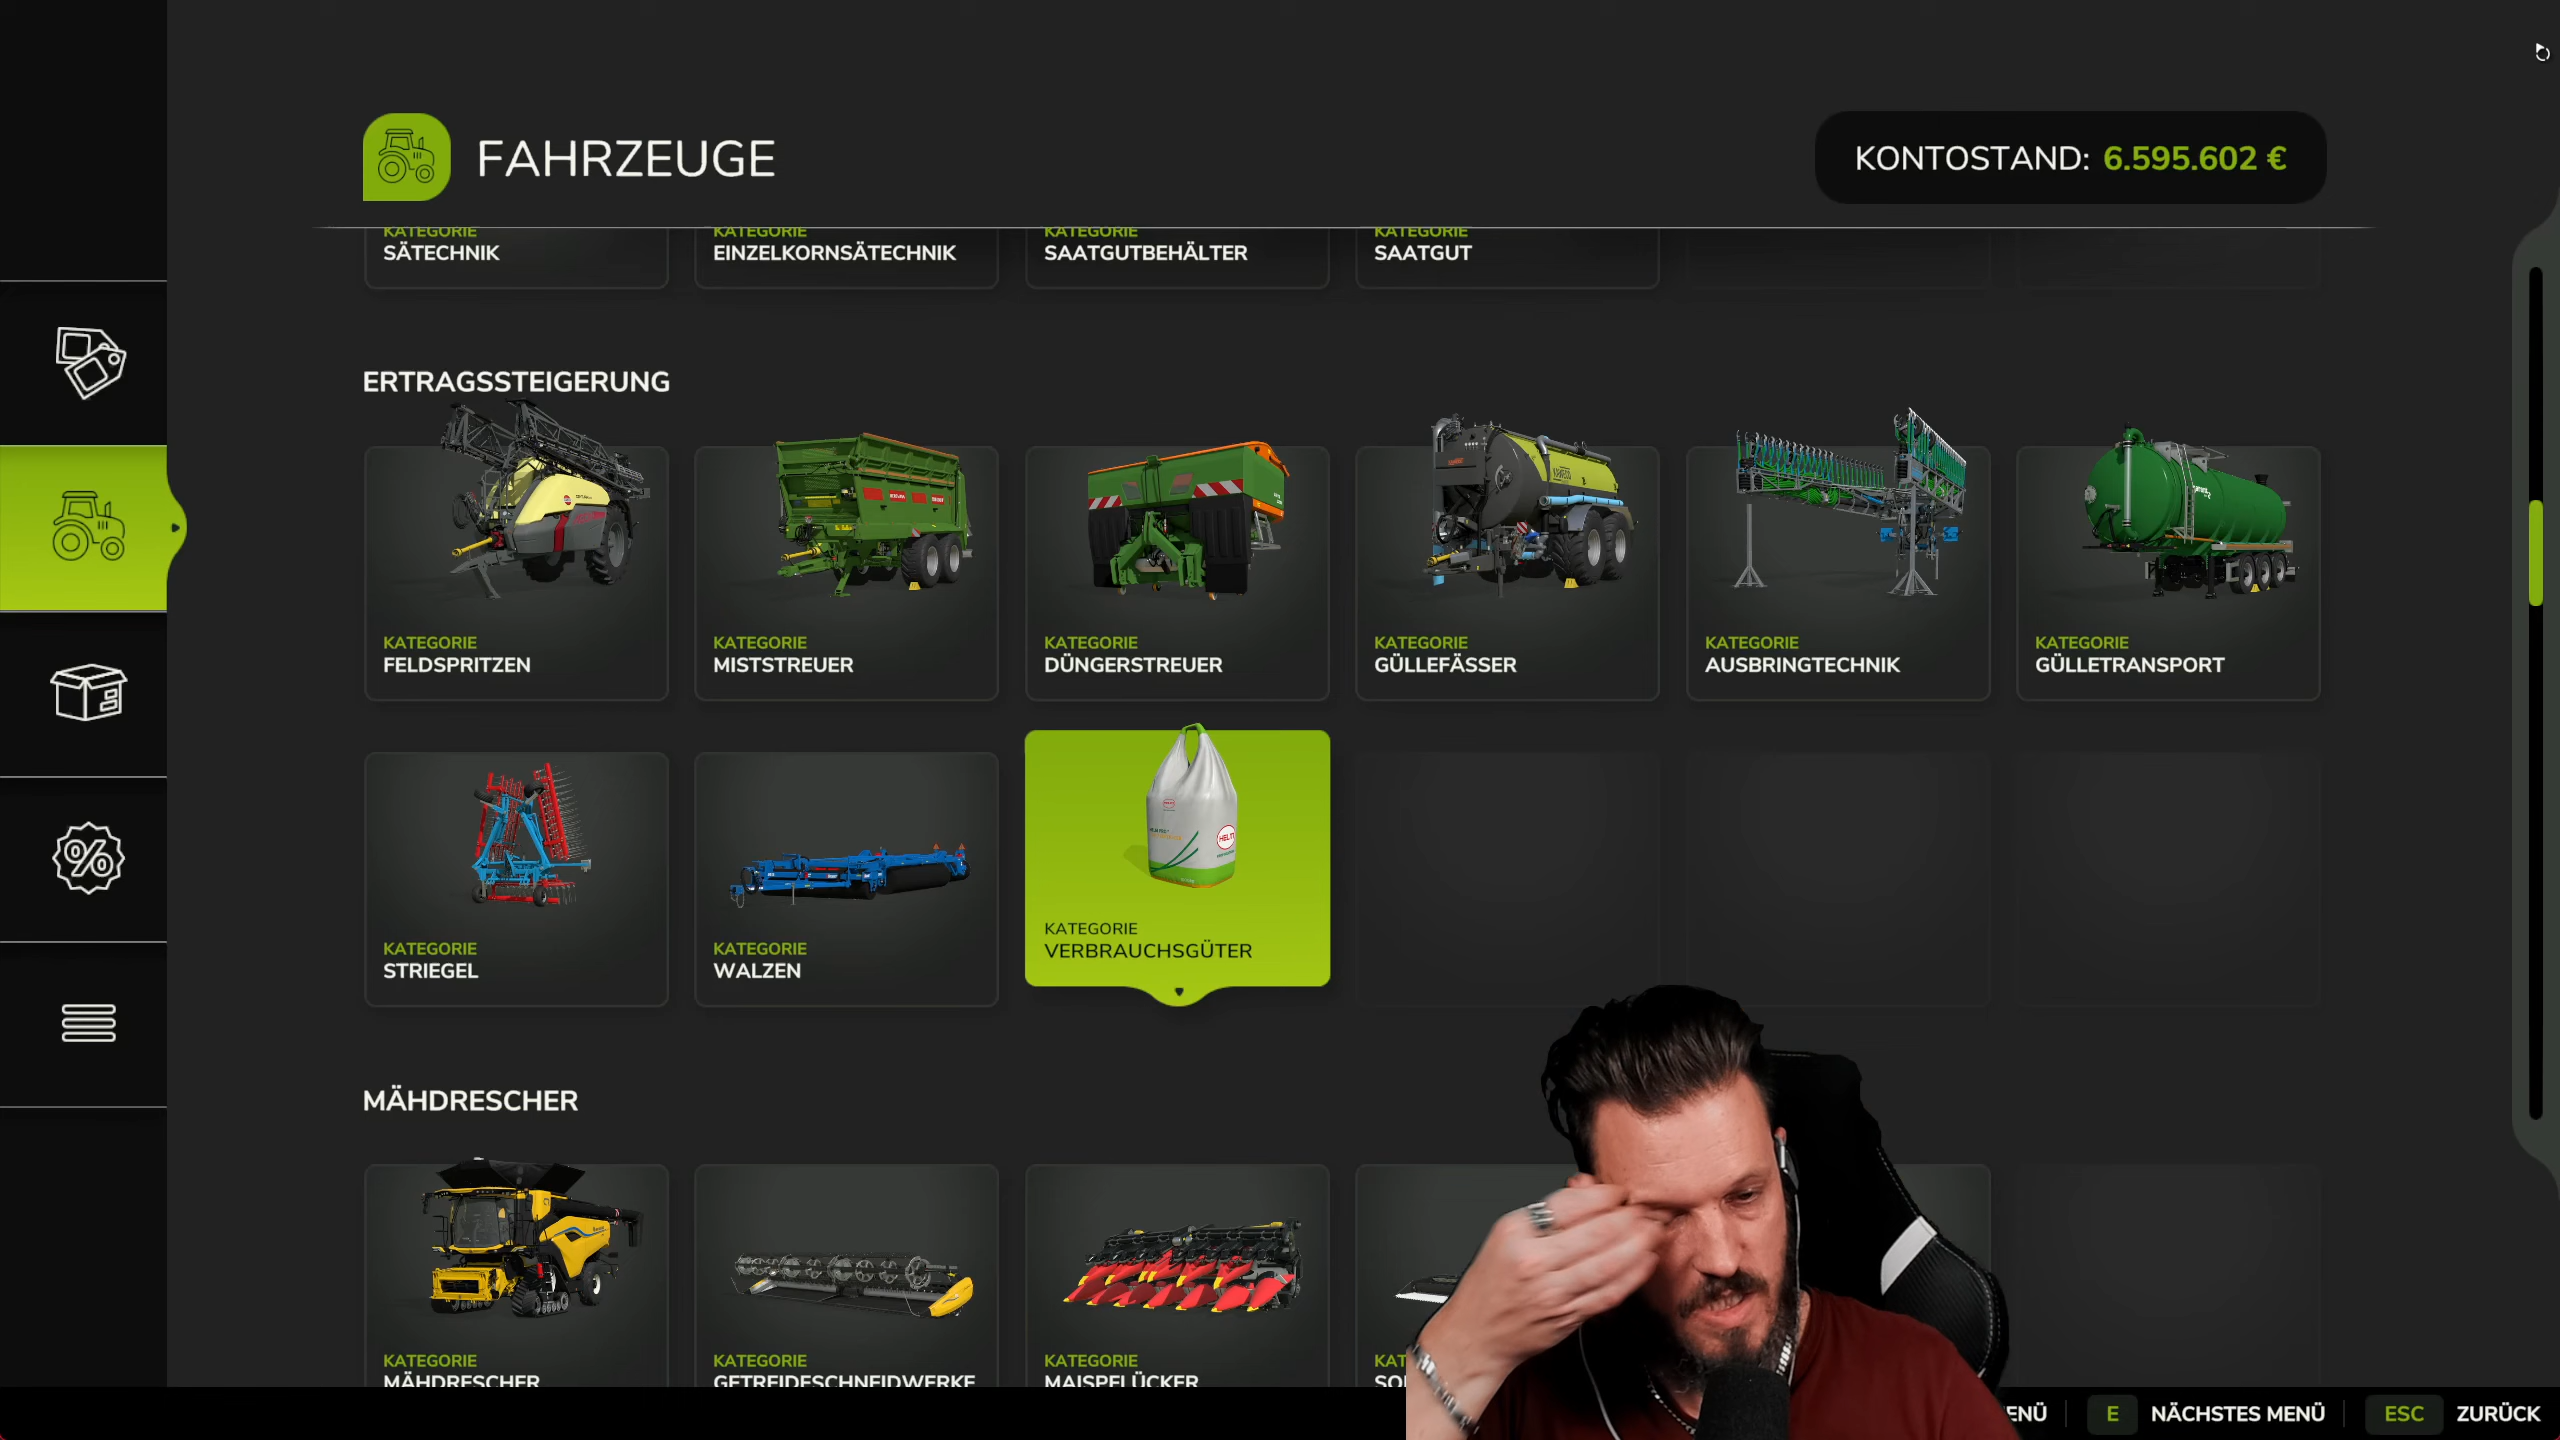 FAHRZEUGE
KONTOSTAND: 6.595.602 €
KATEGORIE
SÄTECHNIK
KATEGORIE
EINZELKORNSÄTECHNIK
KATEGORIE
SAATGUTBEHÄLTER
KATEGORIE
SAATGUT
ERTRAGSSTEIGERUNG
KATEGORIE
FELDSPRITZEN
KATEGORIE
MISTSTREUER
KATEGORIE
DÜNGERSTREUER
KATEGORIE
GÜLLEFÄSSER
KATEGORIE
AUSBRINGTECHNIK
KATEGORIE
GÜLLETRANSPORT
KATEGORIE
STRIEGEL
KATEGORIE
WALZEN
HELM
KATEGORIE
VERBRAUCHSGÜTER
MÄHDRESCHER
KATEGORIE
MÄHDRESCHER
KATEGORIE
GETREIDESCHNEIDWERKE
KATEGORIE
MAISPFLÜCKER
E NÄCHSTES MENÜ
ESC ZURÜCK